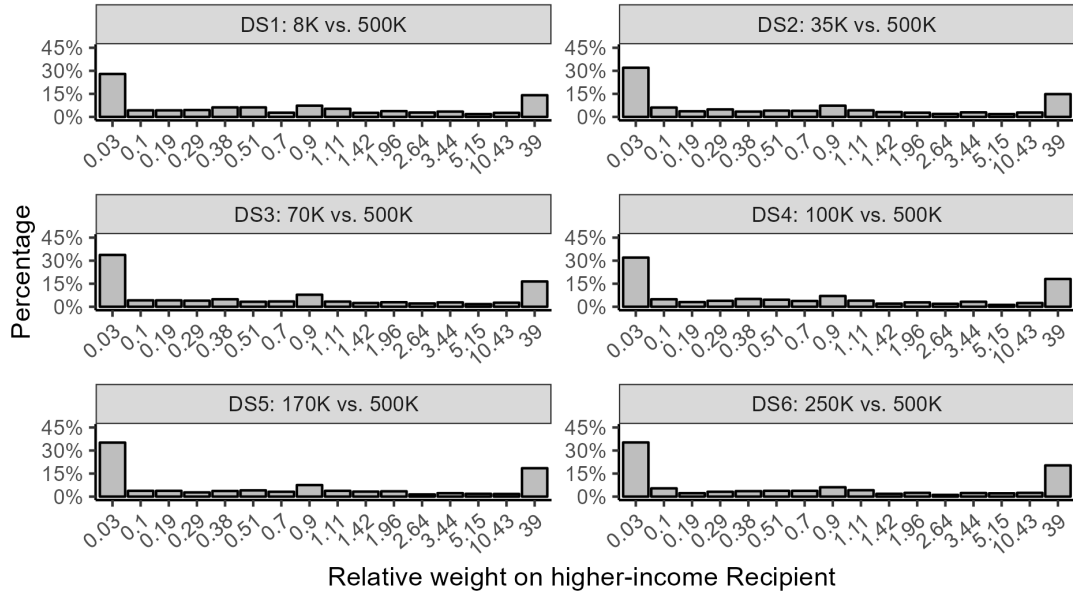 DS1: 8K vs. 500K
DS2: 35K vs. 500K
45%
30%
15%
0%
45%
30%
15%
0%
0.03 0.1 0.19 0.29 0.38 0.51 0.7 0.9 1.11 1.42 1.96 2.64 3.44 5.15 10.43 39
0.03 0.1 0.19 0.29 0.38 0.51 0.7 0.9 1.11 1.42 1.96 2.64 3.44 5.15 10.43 39
Percentage
DS3: 70K vs. 500K
DS4: 100K vs. 500K
45%
30%
15%
0%
45%
30%
15%
0%
0.03 0.1 0.19 0.29 0.38 0.51 0.7 0.9 1.11 1.42 1.96 2.64 3.44 5.15 10.43 39
0.03 0.1 0.19 0.29 0.38 0.51 0.7 0.9 1.11 1.42 1.96 2.64 3.44 5.15 10.43 39
DS5: 170K vs. 500K
DS6: 250K vs. 500K
45%
30%
15%
0%
45%
30%
15%
0%
0.03 0.1 0.19 0.29 0.38 0.51 0.7 0.9 1.11 1.42 1.96 2.64 3.44 5.15 10.43 39
0.03 0.1 0.19 0.29 0.38 0.51 0.7 0.9 1.11 1.42 1.96 2.64 3.44 5.15 10.43 39
Relative weight on higher-income Recipient